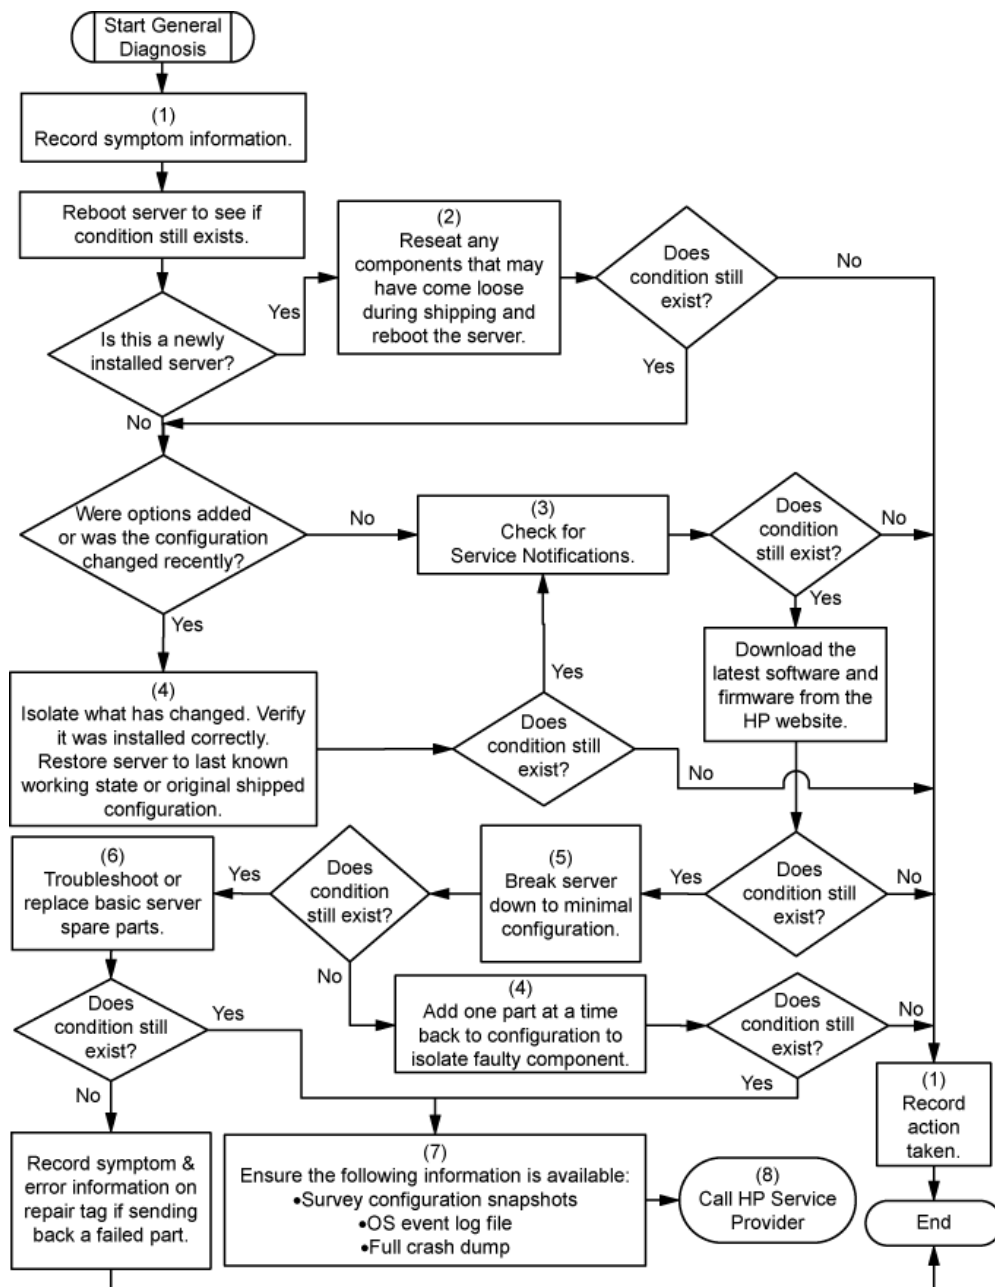 Start General
Diagnosis
(1)
Record symptom information.
Reboot server to see if
condition still exists.
(2)
Reseat any
components that may
have come loose
during shipping and
reboot the server.
Does
condition still
exist?
No
Yes
Is this a newly
installed server?
Yes
No
Were options added
or was the configuration
changed recently?
No
(3)
Check for
Service Notifications.
Does
condition
still exist?
No
Yes
Yes
Download the
latest software and
firmware from the
HP website.
(4)
Isolate what has changed. Verify
it was installed correctly.
Restore server to last known
working state or original shipped
configuration.
Does
condition still
exist?
Yes
No
(6)
Troubleshoot or
replace basic server
spare parts.
Yes
Does
condition
still exist?
No
(5)
Break server
down to minimal
configuration.
Yes
Does
condition
still exist?
No
Does
condition still
exist?
Yes
No
(4)
Add one part at a time
back to configuration to
isolate faulty component.
Does
condition still
exist?
No
Yes
(1)
Record
action
taken.
Record symptom &
error information on
repair tag if sending
back a failed part.
(7)
Ensure the following information is available:
•Survey configuration snapshots
•OS event log file
•Full crash dump
(8)
Call HP Service
Provider
End